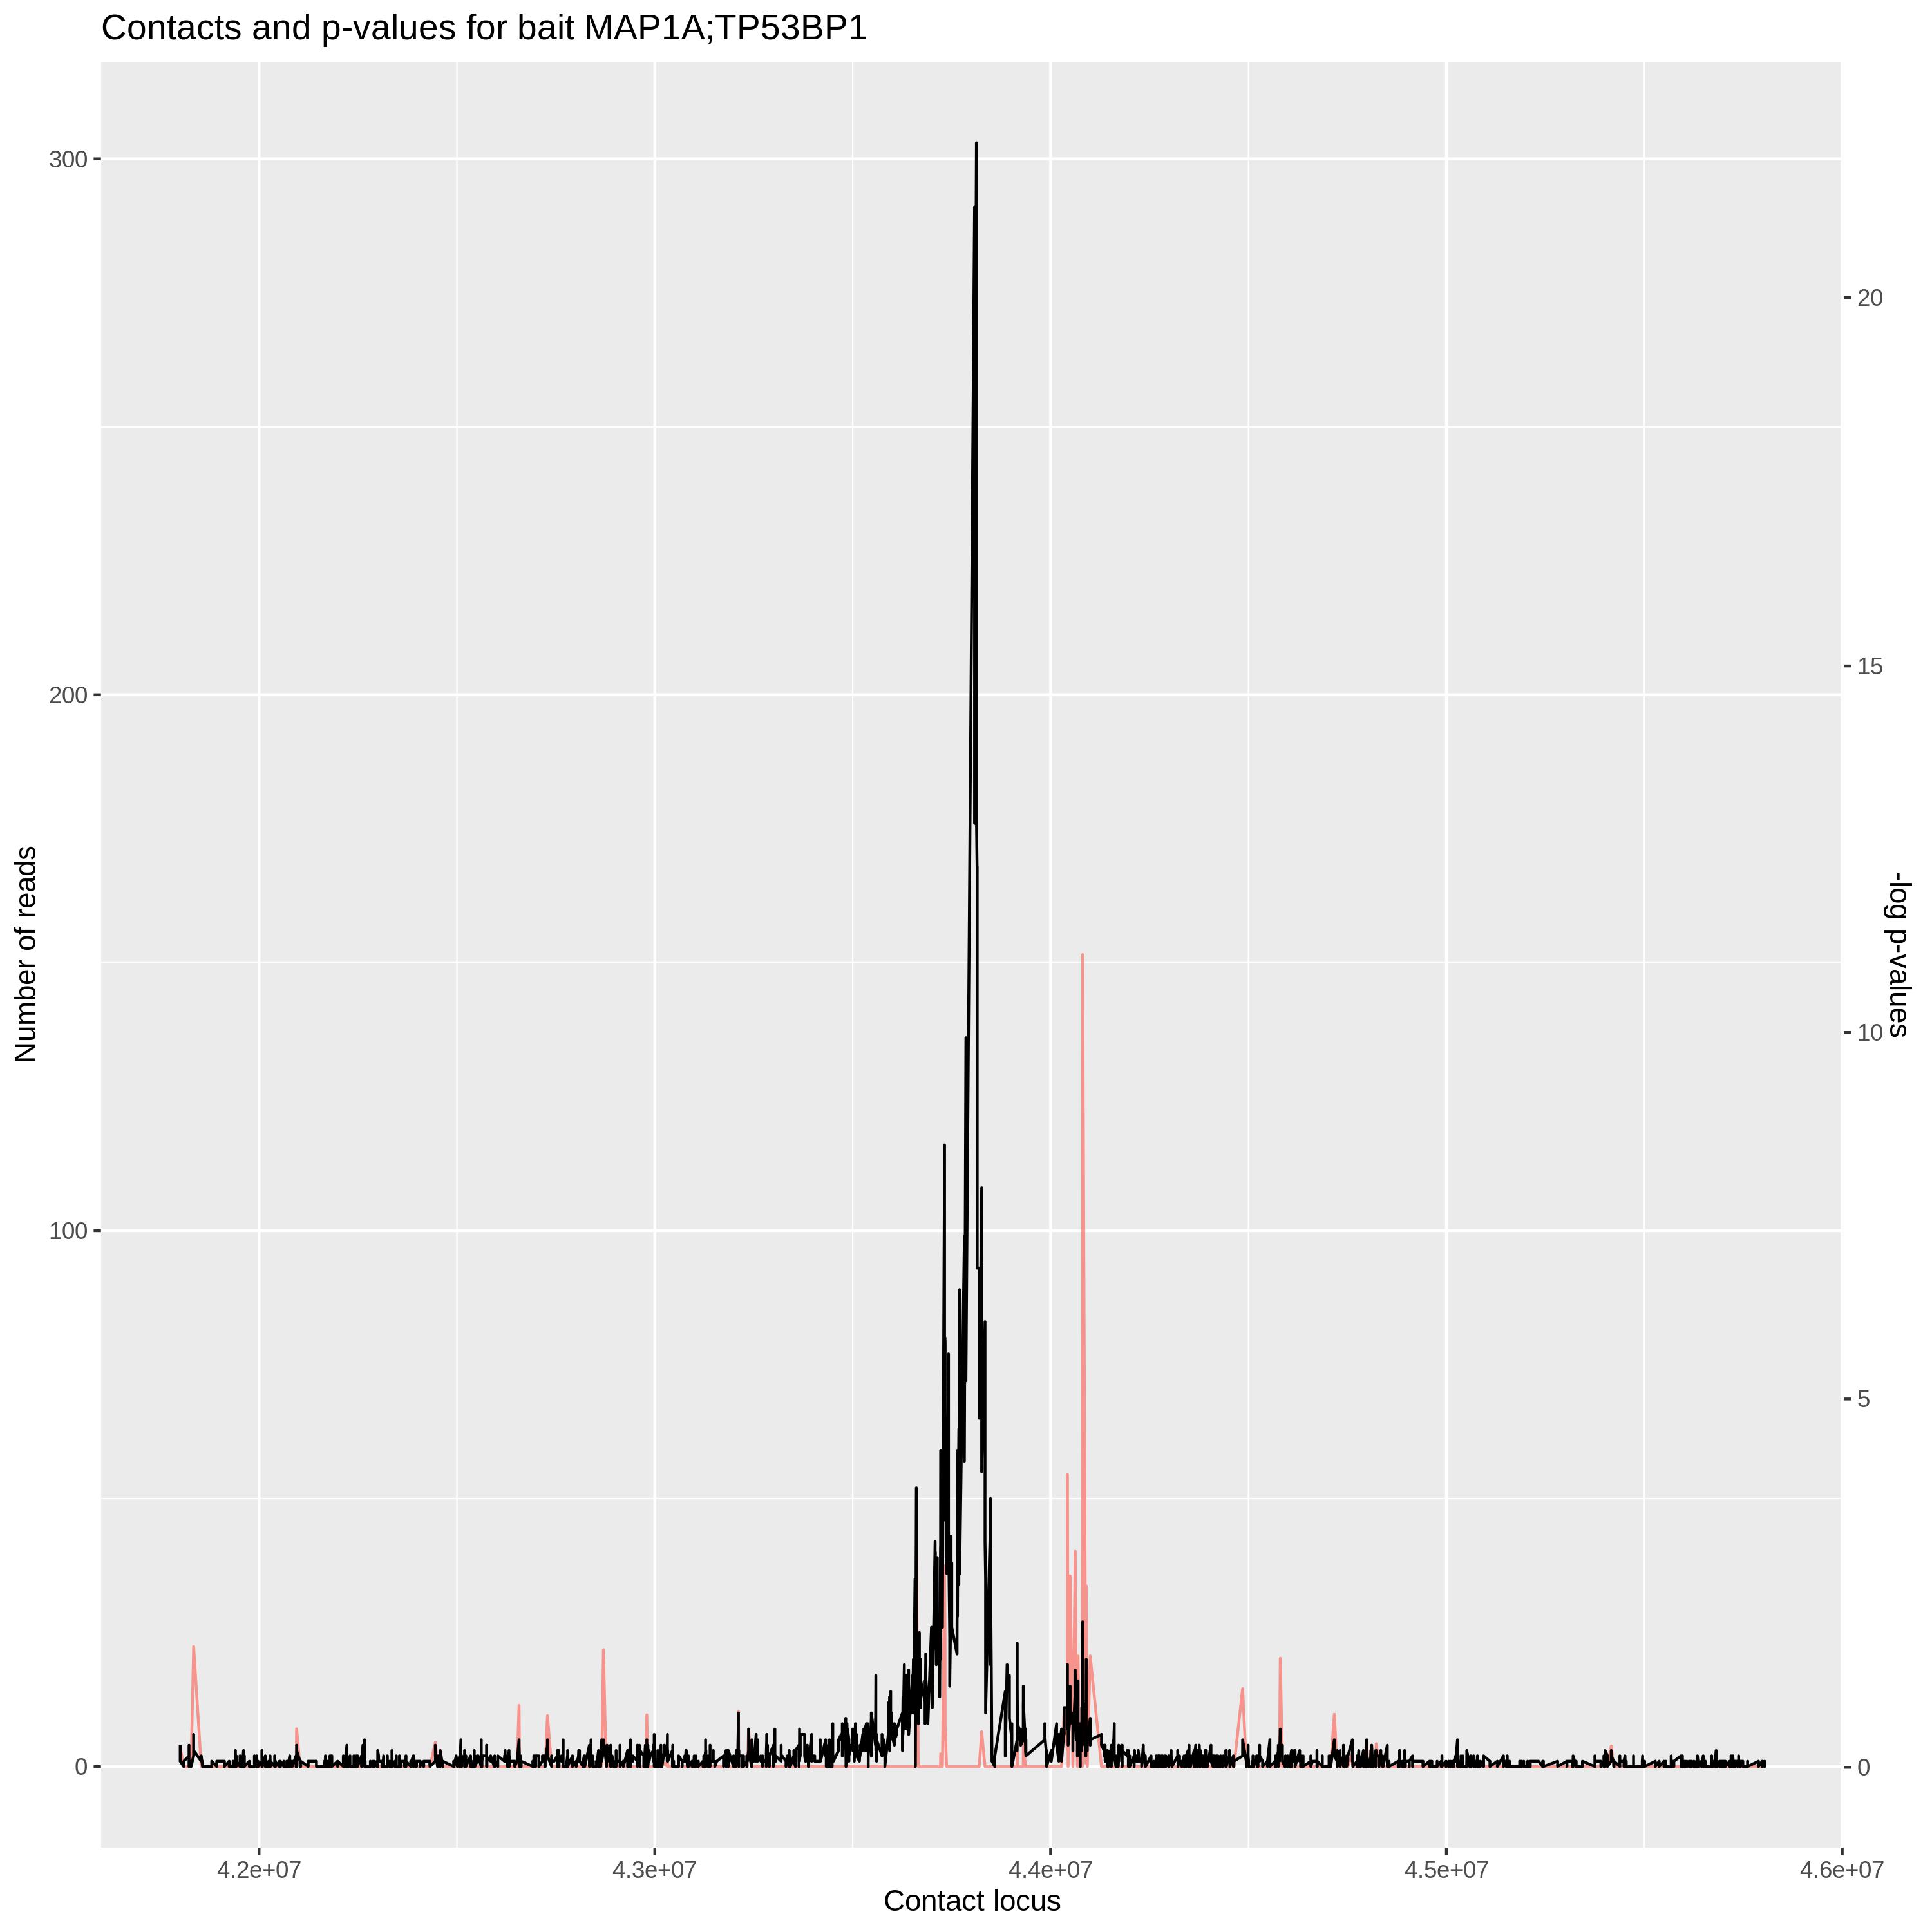 Contacts and p-values for bait MAP1A;TP53BP1
Number of reads
300
200
100
0
20
15
10
5
0
-log p-values
4.2e+07 4.3e+07 4.4e+07 4.5e+07 4.6e+07
Contact locus